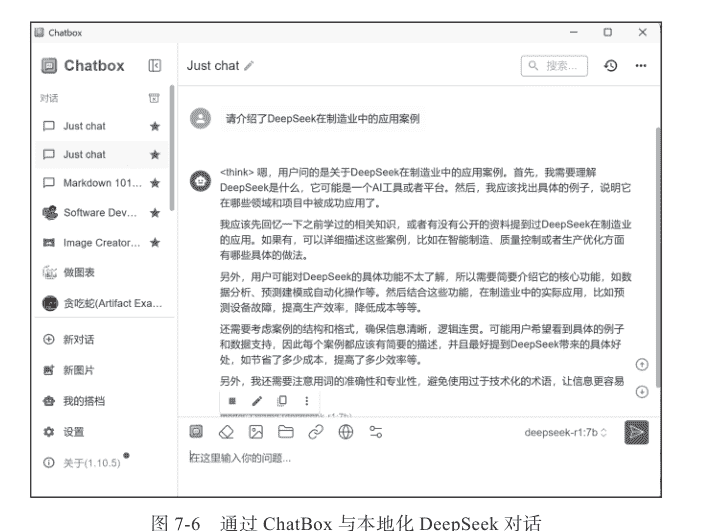 Chatbox
Chatbox
Just chat
搜索...
对话
Just chat
Just chat
Markdown 101...
Software Dev...
Image Creator...
做图表
贪吃蛇(Artifact Exa...
新对话
新图片
我的搭档
设置
关于(1.10.5)
请介绍了DeepSeek在制造业中的应用案例
<think> 嗯，用户问的是关于DeepSeek在制造业中的应用案例。首先，我需要理解
DeepSeek是什么，它可能是一个AI工具或者平台。然后，我应该找出具体的例子，说明它
在哪些领域和项目中被成功应用了。
我应该先回忆一下之前学过的相关知识，或者有没有公开的资料提到过DeepSeek在制造业
的应用。如果有，可以详细描述这些案例，比如在智能制造、质量控制或者生产优化方面
有哪些具体的做法。
另外，用户可能对DeepSeek的具体功能不太了解，所以需要简要介绍它的核心功能，如数
据分析、预测建模或自动化操作等。然后结合这些功能，在制造业中的实际应用，比如预
测设备故障，提高生产效率，降低成本等等。
还需要考虑案例的结构和格式，确保信息清晰，逻辑连贯。可能用户希望看到具体的例子
和数据支持，因此每个案例都应该有简要的描述，并且最好提到DeepSeek带来的具体好
处，如节省了多少成本，提高了多少效率等。
另外，我还需要注意用词的准确性和专业性，避免使用过于技术化的术语，让信息更容易
deepseek-r1:7b
在这里输入你的问题...
图 7-6 通过 ChatBox 与本地化 DeepSeek 对话